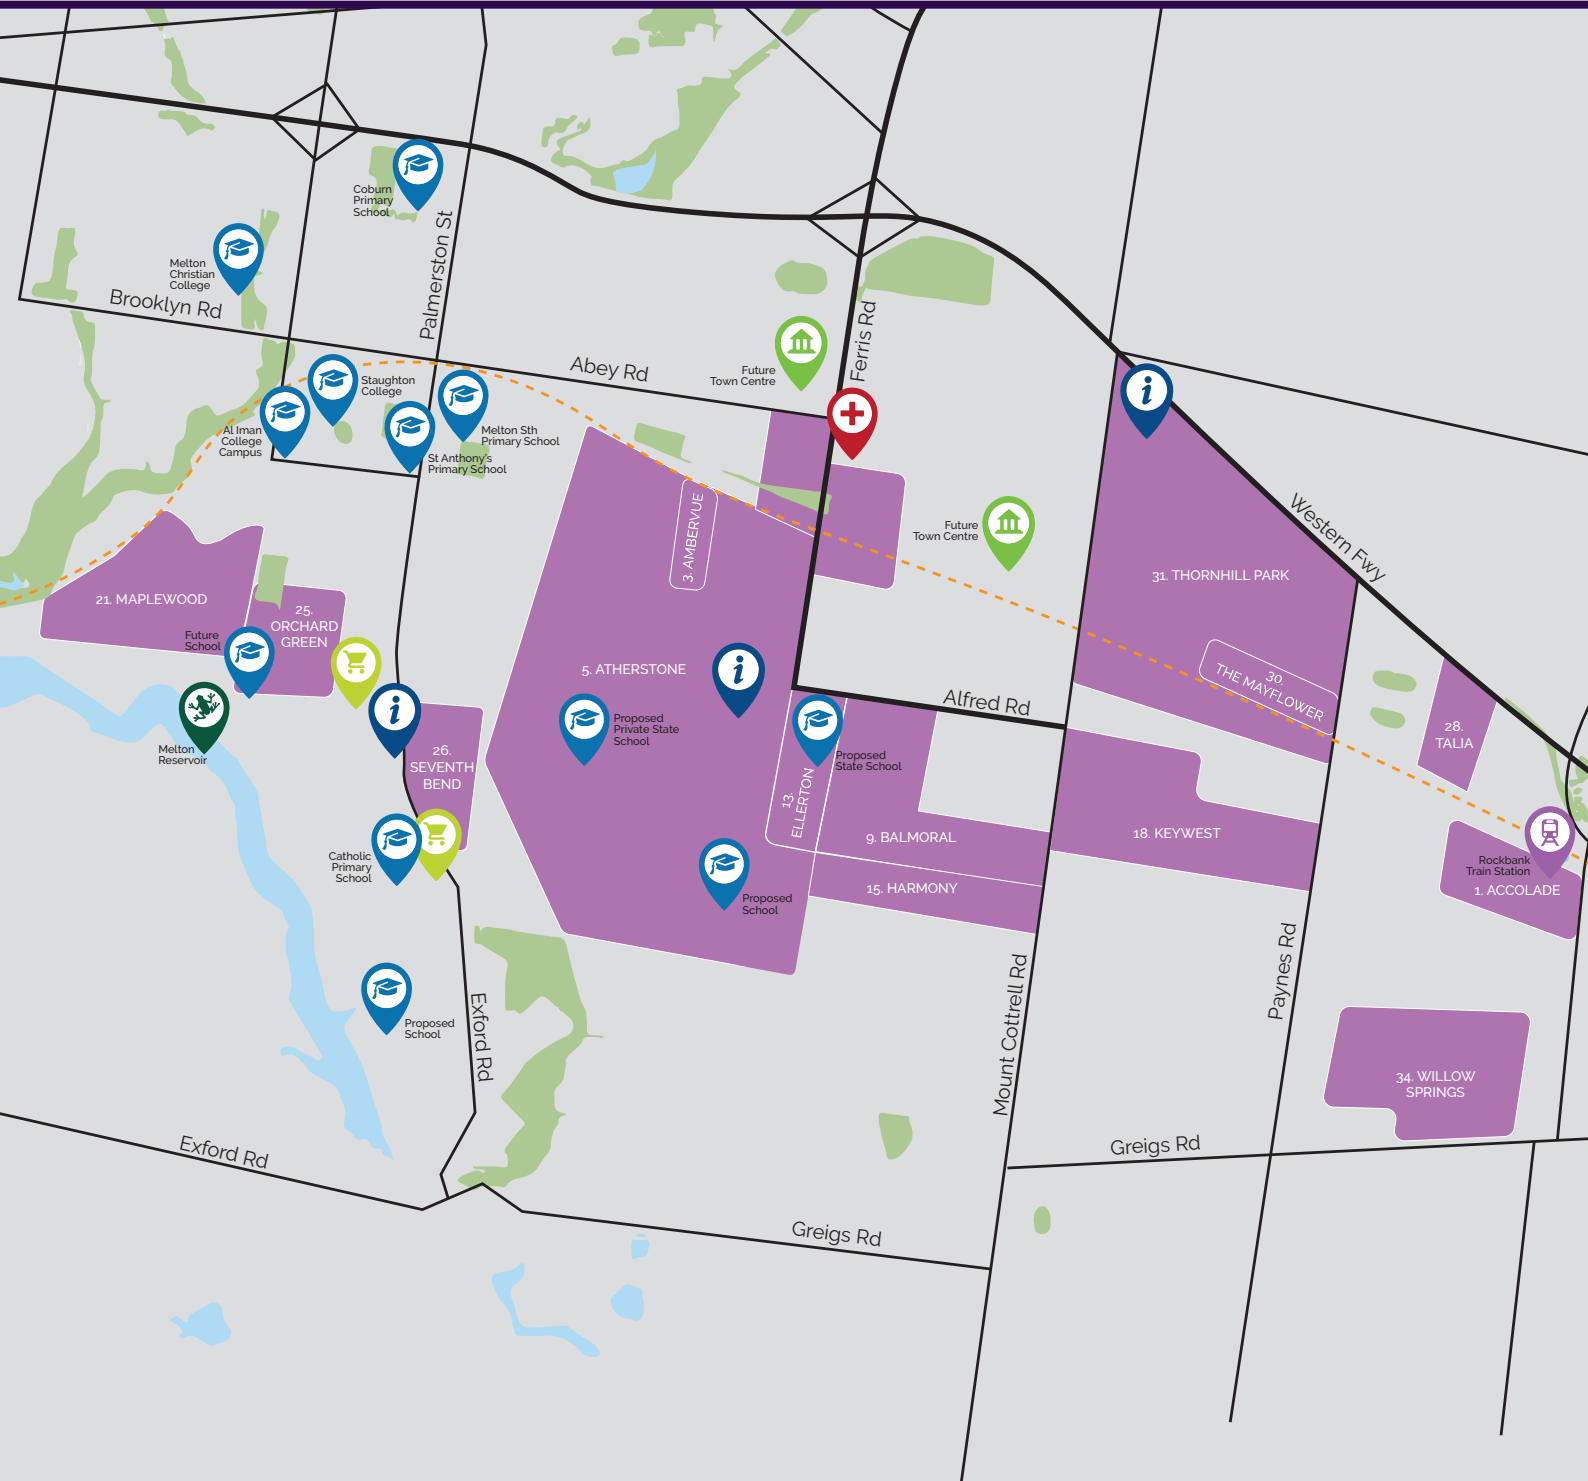 Coburn
Primary
School
Palmerston St
Melton
Christian
College
Brooklyn Rd
Ferris Rd
Abey Rd
Future
Town Centre
Staughton
College
Al Iman
College
Campus
Melton Sth
Primary School
St Anthony's
Primary School
i
Western Fwy
3. AMBERVUE
Future
Town Centre
31. THORNHILL PARK
21. MAPLEWOOD
25.
ORCHARD
GREEN
Future
School
5. ATHERSTONE
i
30.
THE MAYFLOWER
Alfred Rd
i
Melton
Reservoir
26.
SEVENTH
BEND
Proposed
Private State
School
Proposed
State School
28.
TALIA
13.
ELLERTON
9. BALMORAL
18. KEYWEST
Catholic
Primary
School
Rockbank
Train Station
1. ACCOLADE
15. HARMONY
Proposed
School
Exford Rd
Mount Cottrell Rd
Paynes Rd
Proposed
School
34. WILLOW
SPRINGS
Exford Rd
Greigs Rd
Greigs Rd